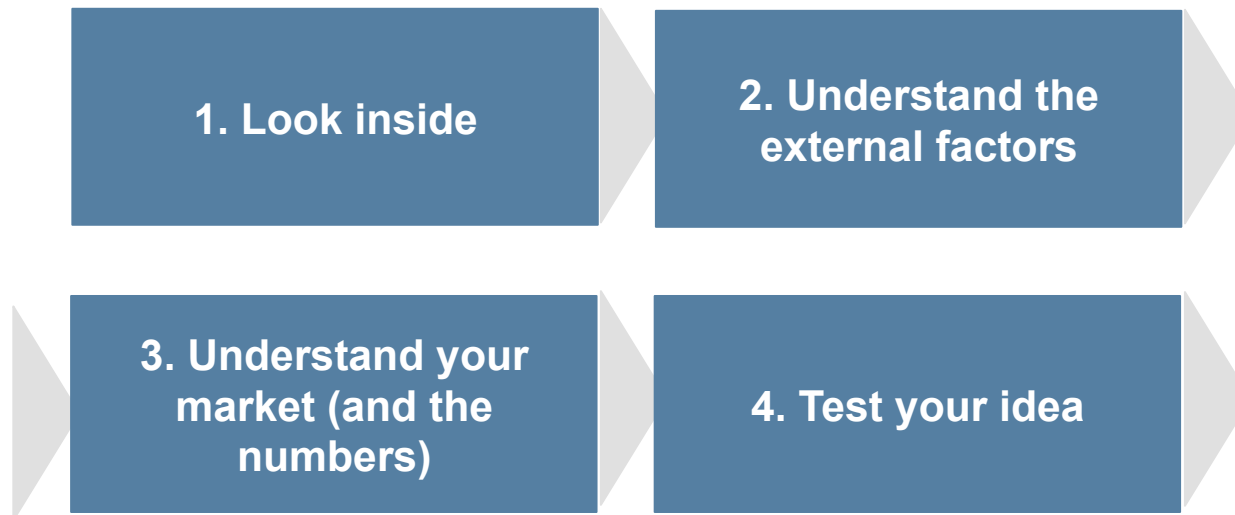 1. Look inside
2. Understand the
external factors
3. Understand your
market (and the
numbers)
4. Test your idea